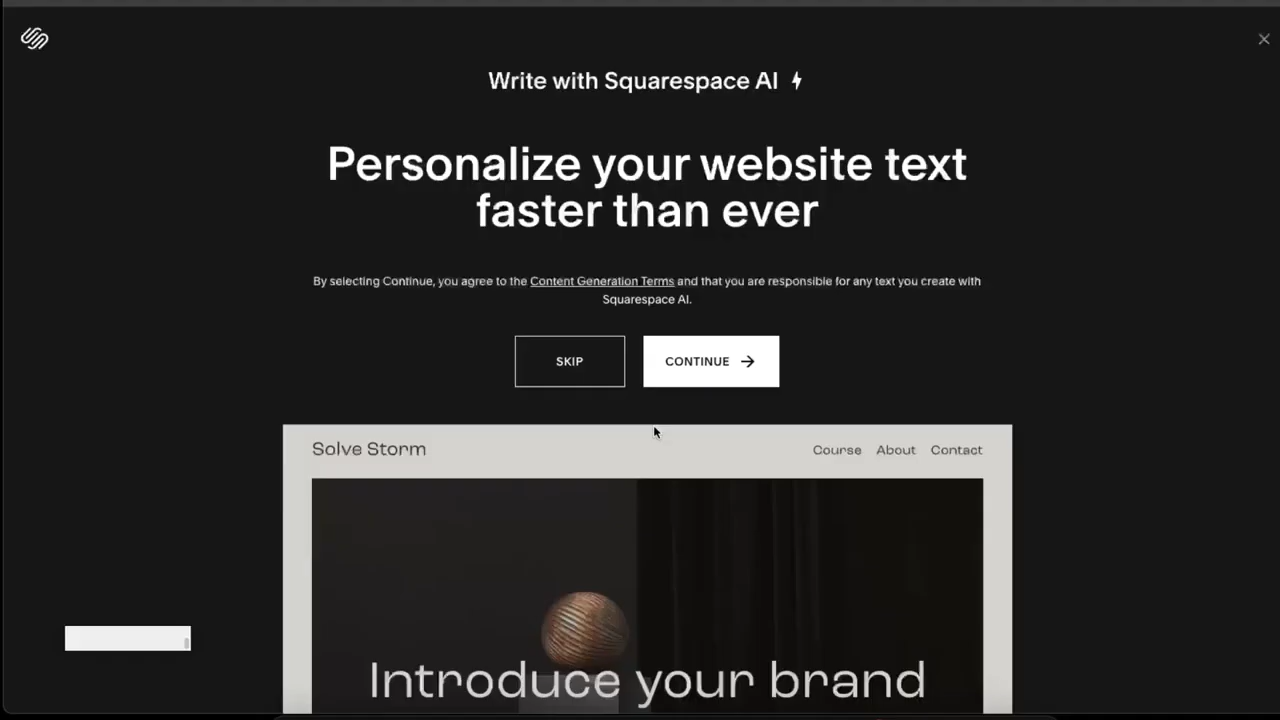 Write with Squarespace AI
Personalize your website text
faster than ever
By selecting Continue, you agree to the Content Generation Terms and that you are responsible for any text you create with
Squarespace AI.
SKIP
CONTINUE
Solve Storm
Course About Contact
Introduce your brand